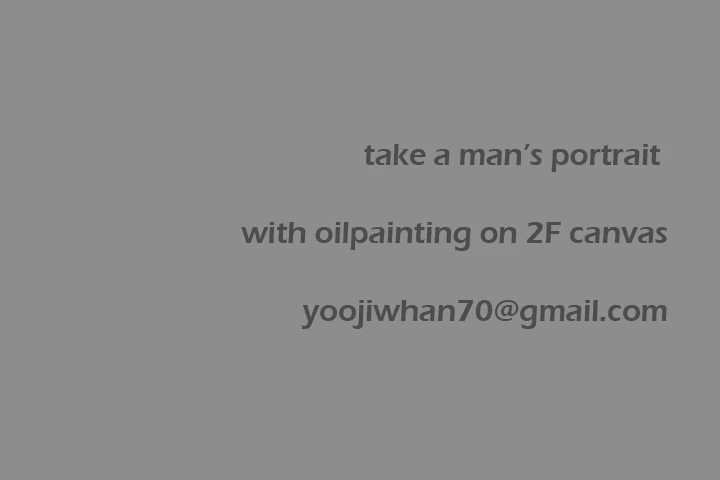 take a man's portrait
with oilpainting on 2F canvas
yoojiwhan70@gmail.com